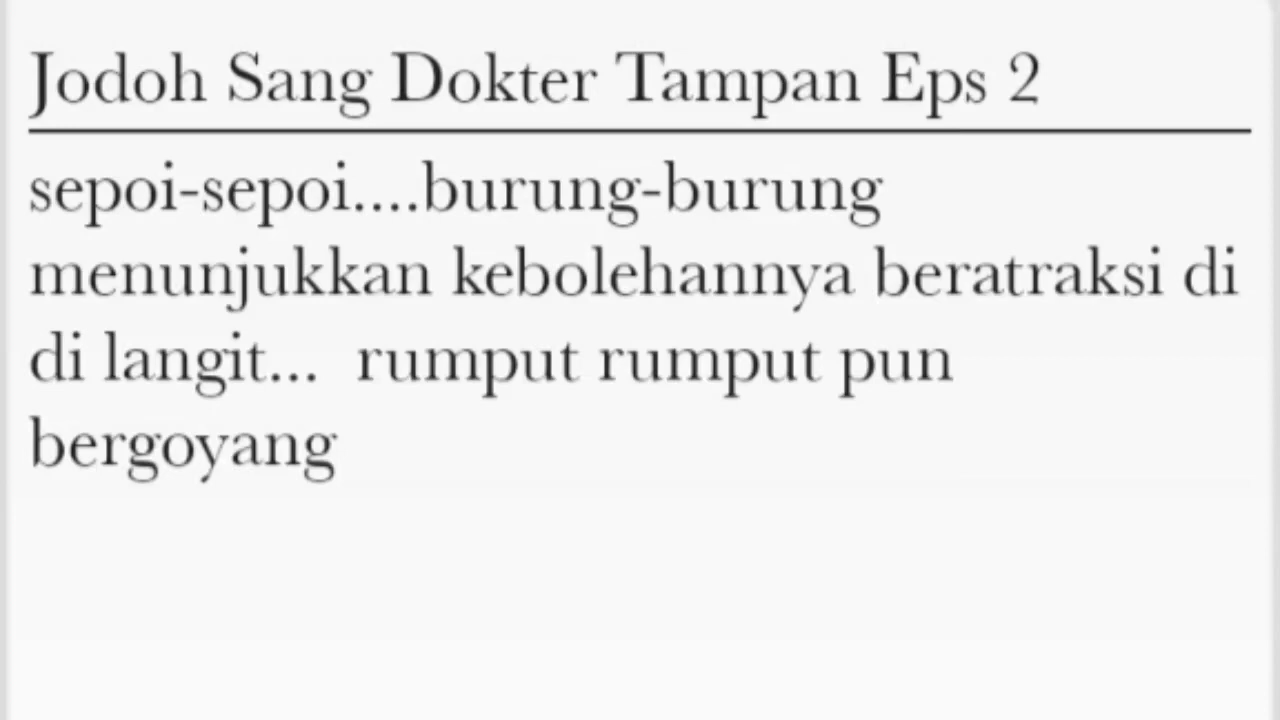 Jodoh Sang Dokter Tampan Eps 2
sepoi-sepoi....burung-burung
menunjukkan kebolehannya beratraksi di
di langit...  rumput rumput pun
bergoyang